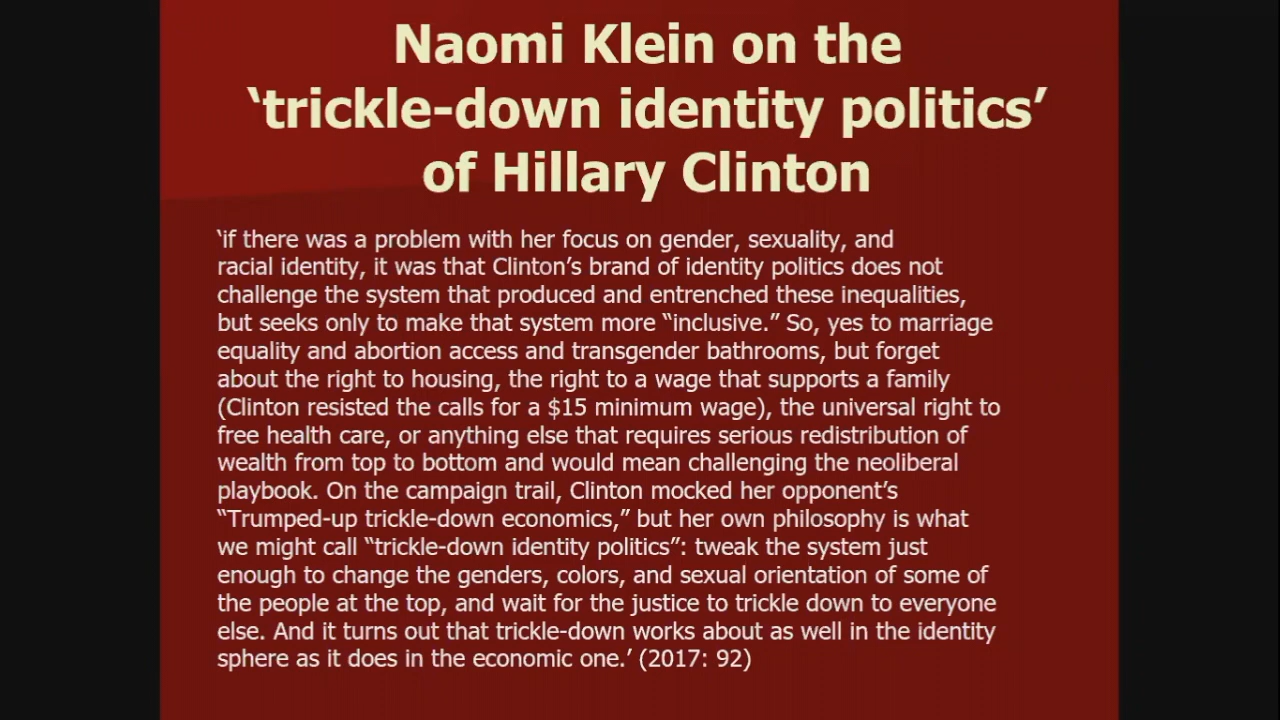 Naomi Klein on the
‘trickle-down identity politics’
of Hillary Clinton
‘if there was a problem with her focus on gender, sexuality, and
racial identity, it was that Clinton’s brand of identity politics does not
challenge the system that produced and entrenched these inequalities,
but seeks only to make that system more “inclusive.” So, yes to marriage
equality and abortion access and transgender bathrooms, but forget
about the right to housing, the right to a wage that supports a family
(Clinton resisted the calls for a $15 minimum wage), the universal right to
free health care, or anything else that requires serious redistribution of
wealth from top to bottom and would mean challenging the neoliberal
playbook. On the campaign trail, Clinton mocked her opponent’s
“Trumped-up trickle-down economics,” but her own philosophy is what
we might call “trickle-down identity politics”: tweak the system just
enough to change the genders, colors, and sexual orientation of some of
the people at the top, and wait for the justice to trickle down to everyone
else. And it turns out that trickle-down works about as well in the identity
sphere as it does in the economic one.’ (2017: 92)